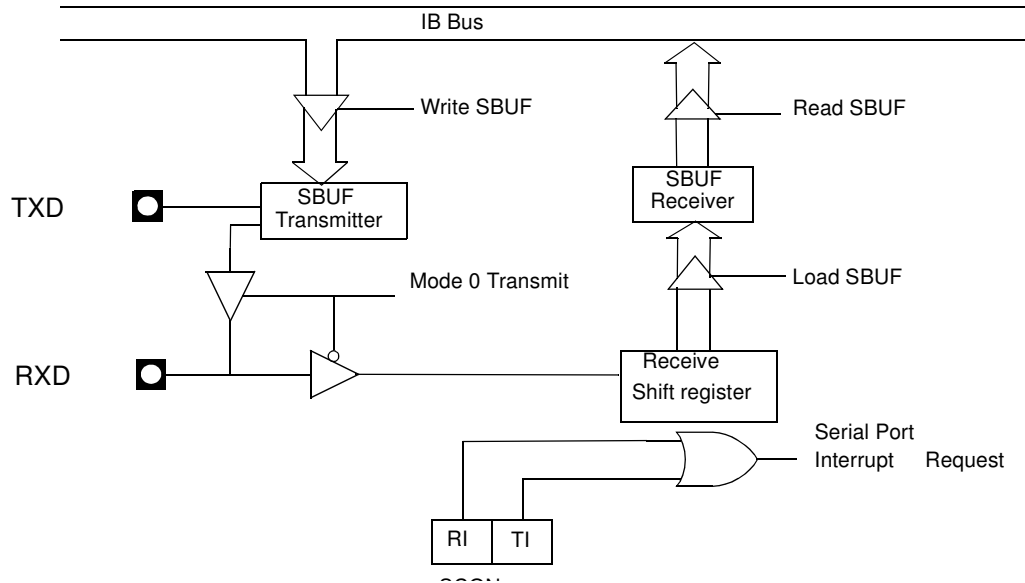 IB Bus
Write SBUF
Read SBUF
SBUF
Transmitter
SBUF
Receiver
TXD
Load SBUF
Mode 0 Transmit
RXD
Receive
Shift register
Serial Port
Interrupt Request
RI TI